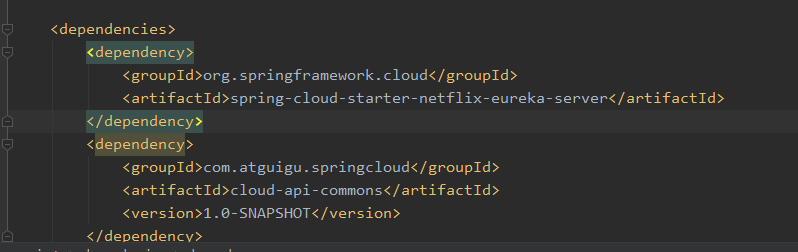 <dependencies>
<dependency>
<groupId>org.springframework.cloud</groupId>
<artifactId>spring-cloud-starter-netflix-eureka-server</artifactId>
</dependency>
<dependency>
<groupId>com.atguigu.springcloud</groupId>
<artifactId>cloud-api-commons</artifactId>
<version>1.0-SNAPSHOT</version>
</dependency>